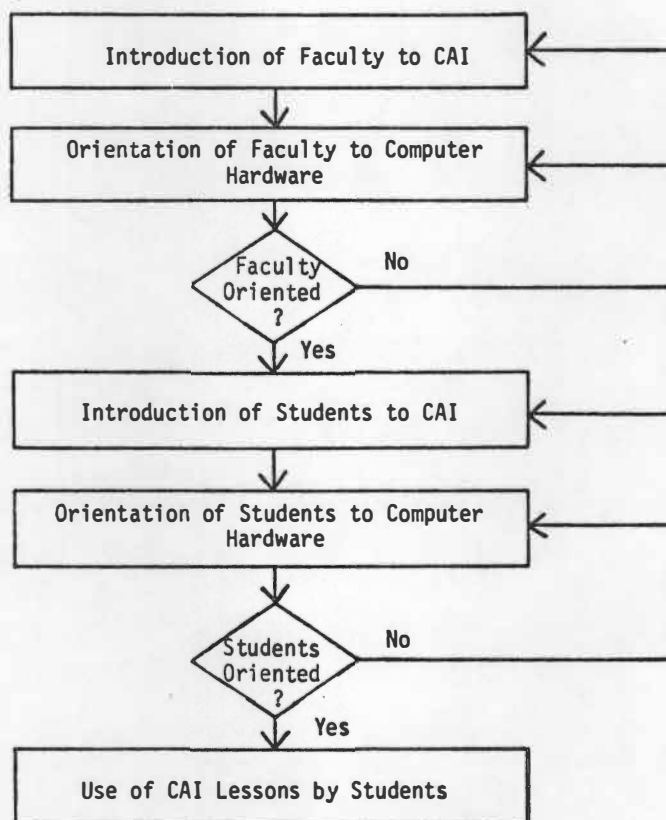 Introduction of Faculty to CAI
Orientation of Faculty to Computer
Hardware
Faculty
Oriented
?
No
Yes
Introduction of Students to CAI
Orientation of Students to Computer
Hardware
Students
Oriented
?
No
Yes
Use of CAI Lessons by Students